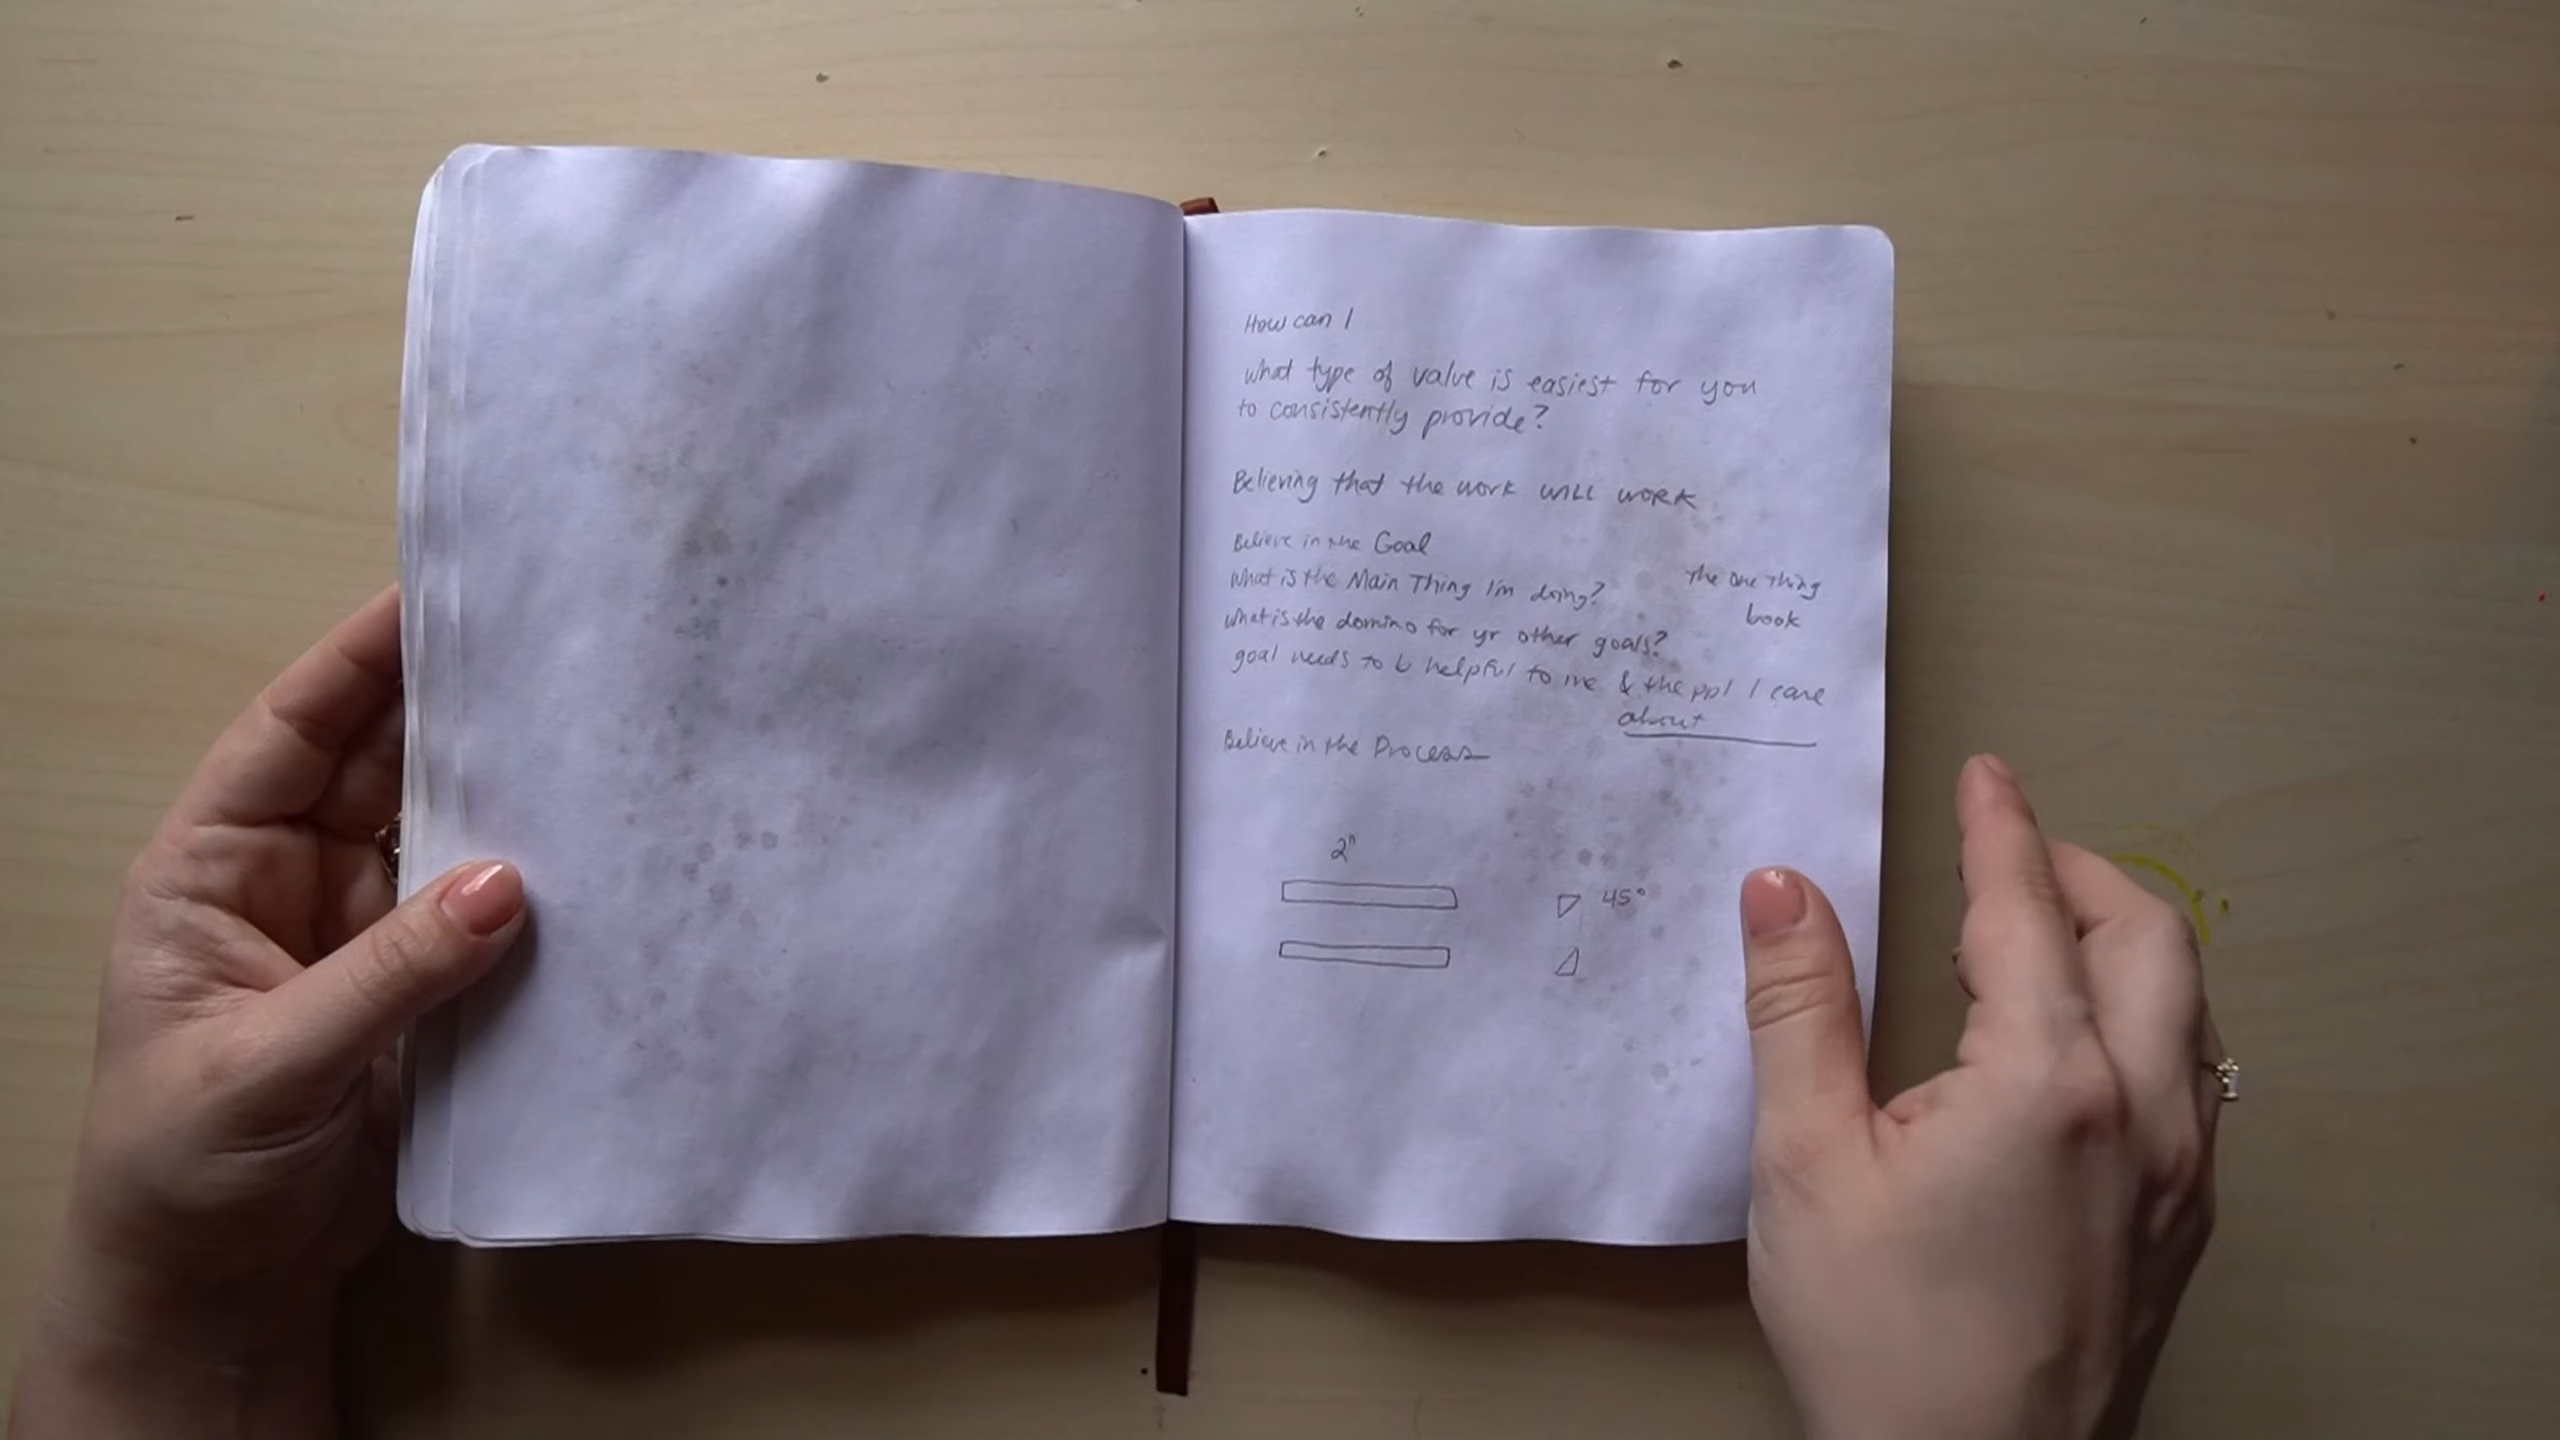 How can I
what type of value is easiest for you
to consistently provide?
Believing that the work WILL WORK
Believe in the Goal
What is the Main Thing I'm doing?
The One Thing
book
what is the domino for yr other goals?
goal needs to b helpful to me & the ppl I care
about
Believe in the Process
2"
45°